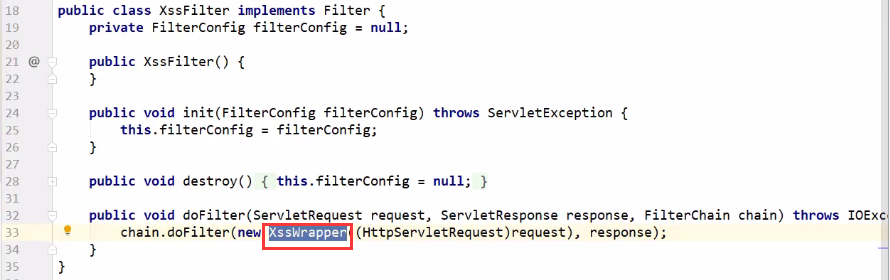 18 public class XssFilter implements Filter {
19 private FilterConfig filterConfig = null;
20
21 @ public XssFilter() {
22 }
23
24 public void init(FilterConfig filterConfig) throws ServletException {
25 this.filterConfig = filterConfig;
26 }
27
28 public void destroy() { this.filterConfig = null; }
31
32 public void doFilter(ServletRequest request, ServletResponse response, FilterChain chain) throws IOExc
33 chain.doFilter(new XssWrapper((HttpServletRequest)request), response);
34 }
35 }